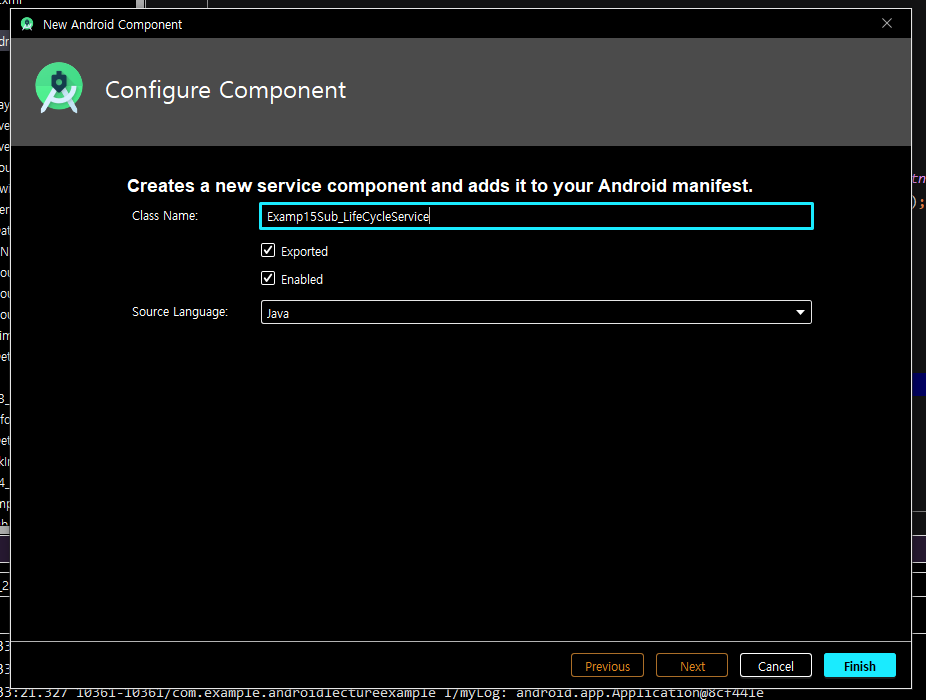 New Android Component
Configure Component
Creates a new service component and adds it to your Android manifest.
Class Name:
Examp15Sub_LifeCycleService
Exported
Enabled
Source Language:
Java
Previous
Next
Cancel
Finish
33:21.327 10361-10361/com.example.androidlectureexample_1/myLog: android.app.Application@8cf441e